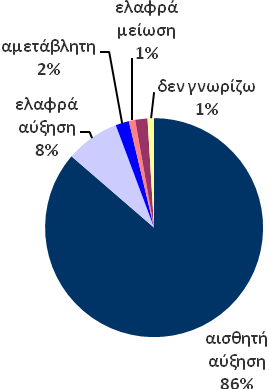 ελαφρά
μείωση
1%
αμετάβλητη
2%
δεν γνωρίζω
1%
ελαφρά
αύξηση
8%
αισθητή
αύξηση
86%